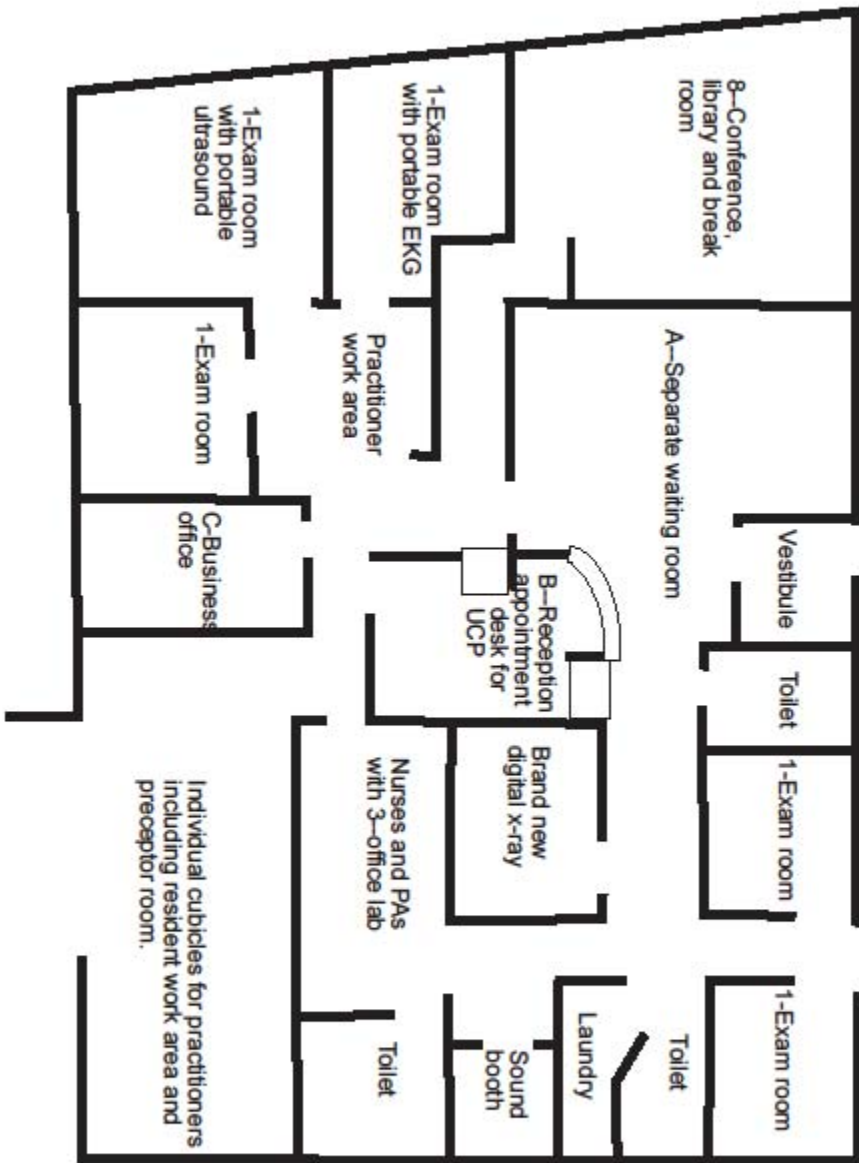 8–Conference,
library and break
room
1-Exam room
with portable EKG
1-Exam room
with portable
ultrasound
A–Separate waiting room
Practitioner
work area
1-Exam room
Vestibule
B–Reception
appointment
desk for
UCP
C-Business
office
Toilet
1-Exam room
Brand new
digital x-ray
Nurses and PAs
with 3–office lab
Individual cubicles for practitioners
including resident work area and
preceptor room.
1-Exam room
Toilet
Laundry
Sound
booth
Toilet